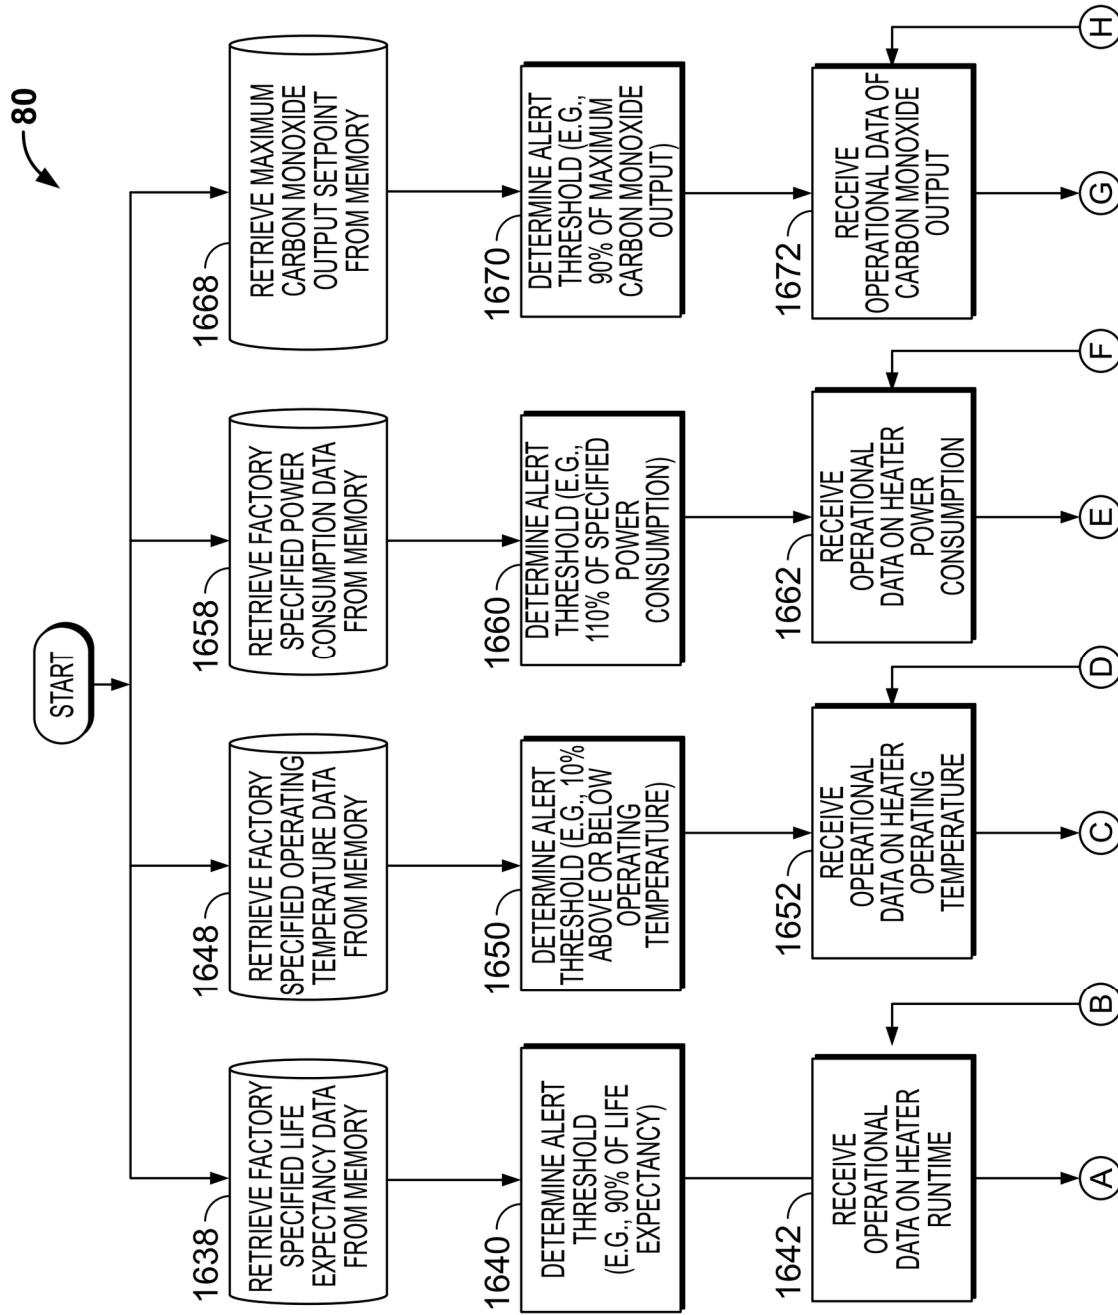 80
START
1638
RETRIEVE FACTORY
SPECIFIED LIFE
EXPECTANCY DATA
FROM MEMORY
1648
RETRIEVE FACTORY
SPECIFIED OPERATING
TEMPERATURE DATA
FROM MEMORY
1658
RETRIEVE FACTORY
SPECIFIED POWER
CONSUMPTION DATA
FROM MEMORY
1668
RETRIEVE MAXIMUM
CARBON MONOXIDE
OUTPUT SETPOINT
FROM MEMORY
1640
DETERMINE ALERT
THRESHOLD
(E.G., 90% OF LIFE
EXPECTANCY)
1650
DETERMINE ALERT
THRESHOLD (E.G., 10%
ABOVE OR BELOW
OPERATING
TEMPERATURE)
1660
DETERMINE ALERT
THRESHOLD (E.G.,
110% OF SPECIFIED
POWER
CONSUMPTION)
1670
DETERMINE ALERT
THRESHOLD (E.G.,
90% OF MAXIMUM
CARBON MONOXIDE
OUTPUT)
1642
RECEIVE
OPERATIONAL
DATA ON HEATER
RUNTIME
1652
RECEIVE
OPERATIONAL
DATA ON HEATER
OPERATING
TEMPERATURE
1662
RECEIVE
OPERATIONAL
DATA ON HEATER
POWER
CONSUMPTION
1672
RECEIVE
OPERATIONAL DATA OF
CARBON MONOXIDE
OUTPUT
A
B
C
D
E
F
G
H